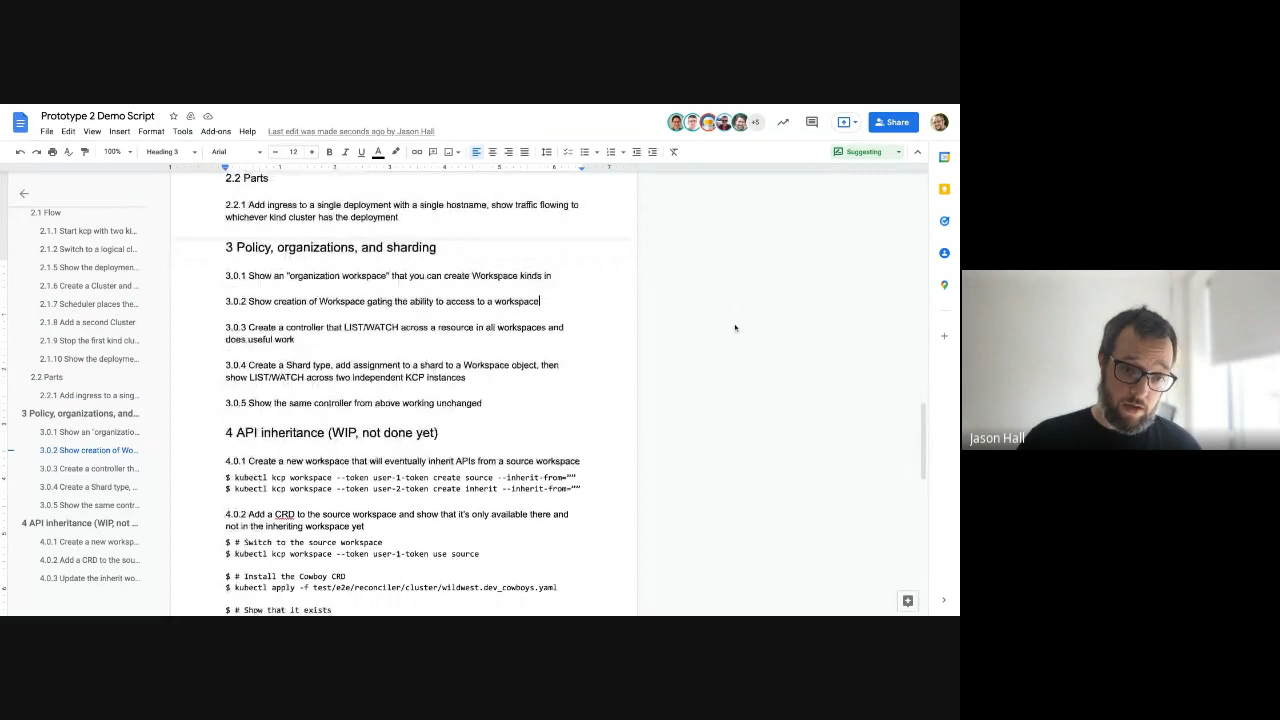 Prototype 2 Demo Script
File Edit View Insert Format Tools Add-ons Help Last edit was made seconds ago by Jason Hall
+5
Share
100% Heading 3 Arial 12 Suggesting
1 1 2 3 4 5 6 7
2.1 Flow
2.1.1 Start kcp with two ki...
2.1.2 Switch to a logical cl...
2.1.5 Show the deploymen...
2.1.6 Create a Cluster and ...
2.1.7 Scheduler places the...
2.1.8 Add a second Cluster
2.1.9 Stop the first kind clu...
2.1.10 Show the deployme...
2.2 Parts
2.2.1 Add ingress to a sing...
3 Policy, organizations, and...
3.0.1 Show an "organizatio...
3.0.2 Show creation of Wo...
3.0.3 Create a controller th...
3.0.4 Create a Shard type, ...
3.0.5 Show the same contr...
4 API inheritance (WIP, not ...
4.0.1 Create a new worksp...
4.0.2 Add a CRD to the sou...
4.0.3 Update the inherit wo...
2.2 Parts
2.2.1 Add ingress to a single deployment with a single hostname, show traffic flowing to
whichever kind cluster has the deployment
3 Policy, organizations, and sharding
3.0.1 Show an "organization workspace" that you can create Workspace kinds in
3.0.2 Show creation of Workspace gating the ability to access to a workspace
3.0.3 Create a controller that LIST/WATCH across a resource in all workspaces and
does useful work
3.0.4 Create a Shard type, add assignment to a shard to a Workspace object, then
show LIST/WATCH across two independent KCP instances
3.0.5 Show the same controller from above working unchanged
4 API inheritance (WIP, not done yet)
4.0.1 Create a new workspace that will eventually inherit APIs from a source workspace
$ kubectl kcp workspace --token user-1-token create source --inherit-from=""
$ kubectl kcp workspace --token user-2-token create inherit --inherit-from=""
4.0.2 Add a CRD to the source workspace and show that it's only available there and
not in the inheriting workspace yet
$ # Switch to the source workspace
$ kubectl kcp workspace --token user-1-token use source
$ # Install the Cowboy CRD
$ kubectl apply -f test/e2e/reconciler/cluster/wildwest.dev_cowboys.yaml
$ # Show that it exists
Jason Hall